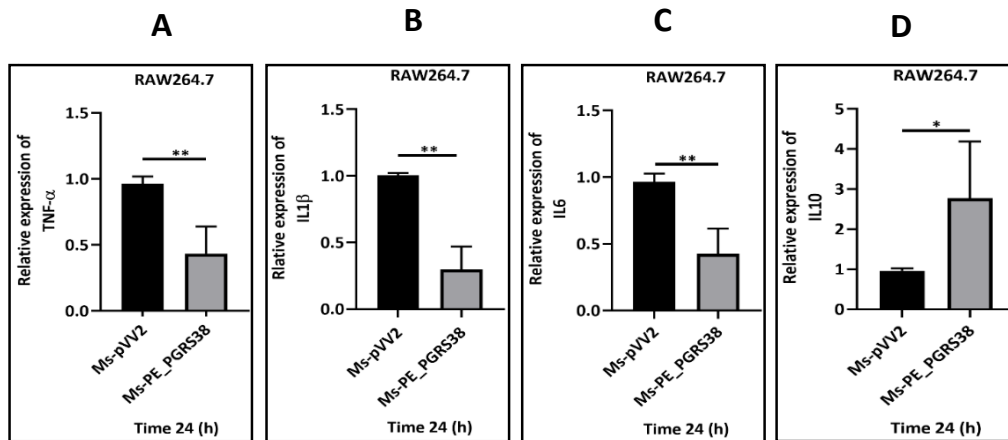 A
RAW264.7
Relative expression of
TNF-α
1.5
1.0
0.5
0.0
**
Ms-pVV2
Ms-PE_PGRS38
Time 24 (h)
B
RAW264.7
Rlative expression of
IL1β
1.5
1.0
0.5
0.0
**
Ms-pVV2
Ms-PE_PGRS38
Time 24 (h)
C
RAW264.7
Relative expression of
IL6
1.5
1.0
0.5
0.0
**
Ms-pVV2
Ms-PE_PGRS38
Time 24 (h)
D
RAW264.7
Relative expression of
IL10
5
4
3
2
1
0
*
Ms-pVV2
Ms-PE_PGRS38
Time 24 (h)